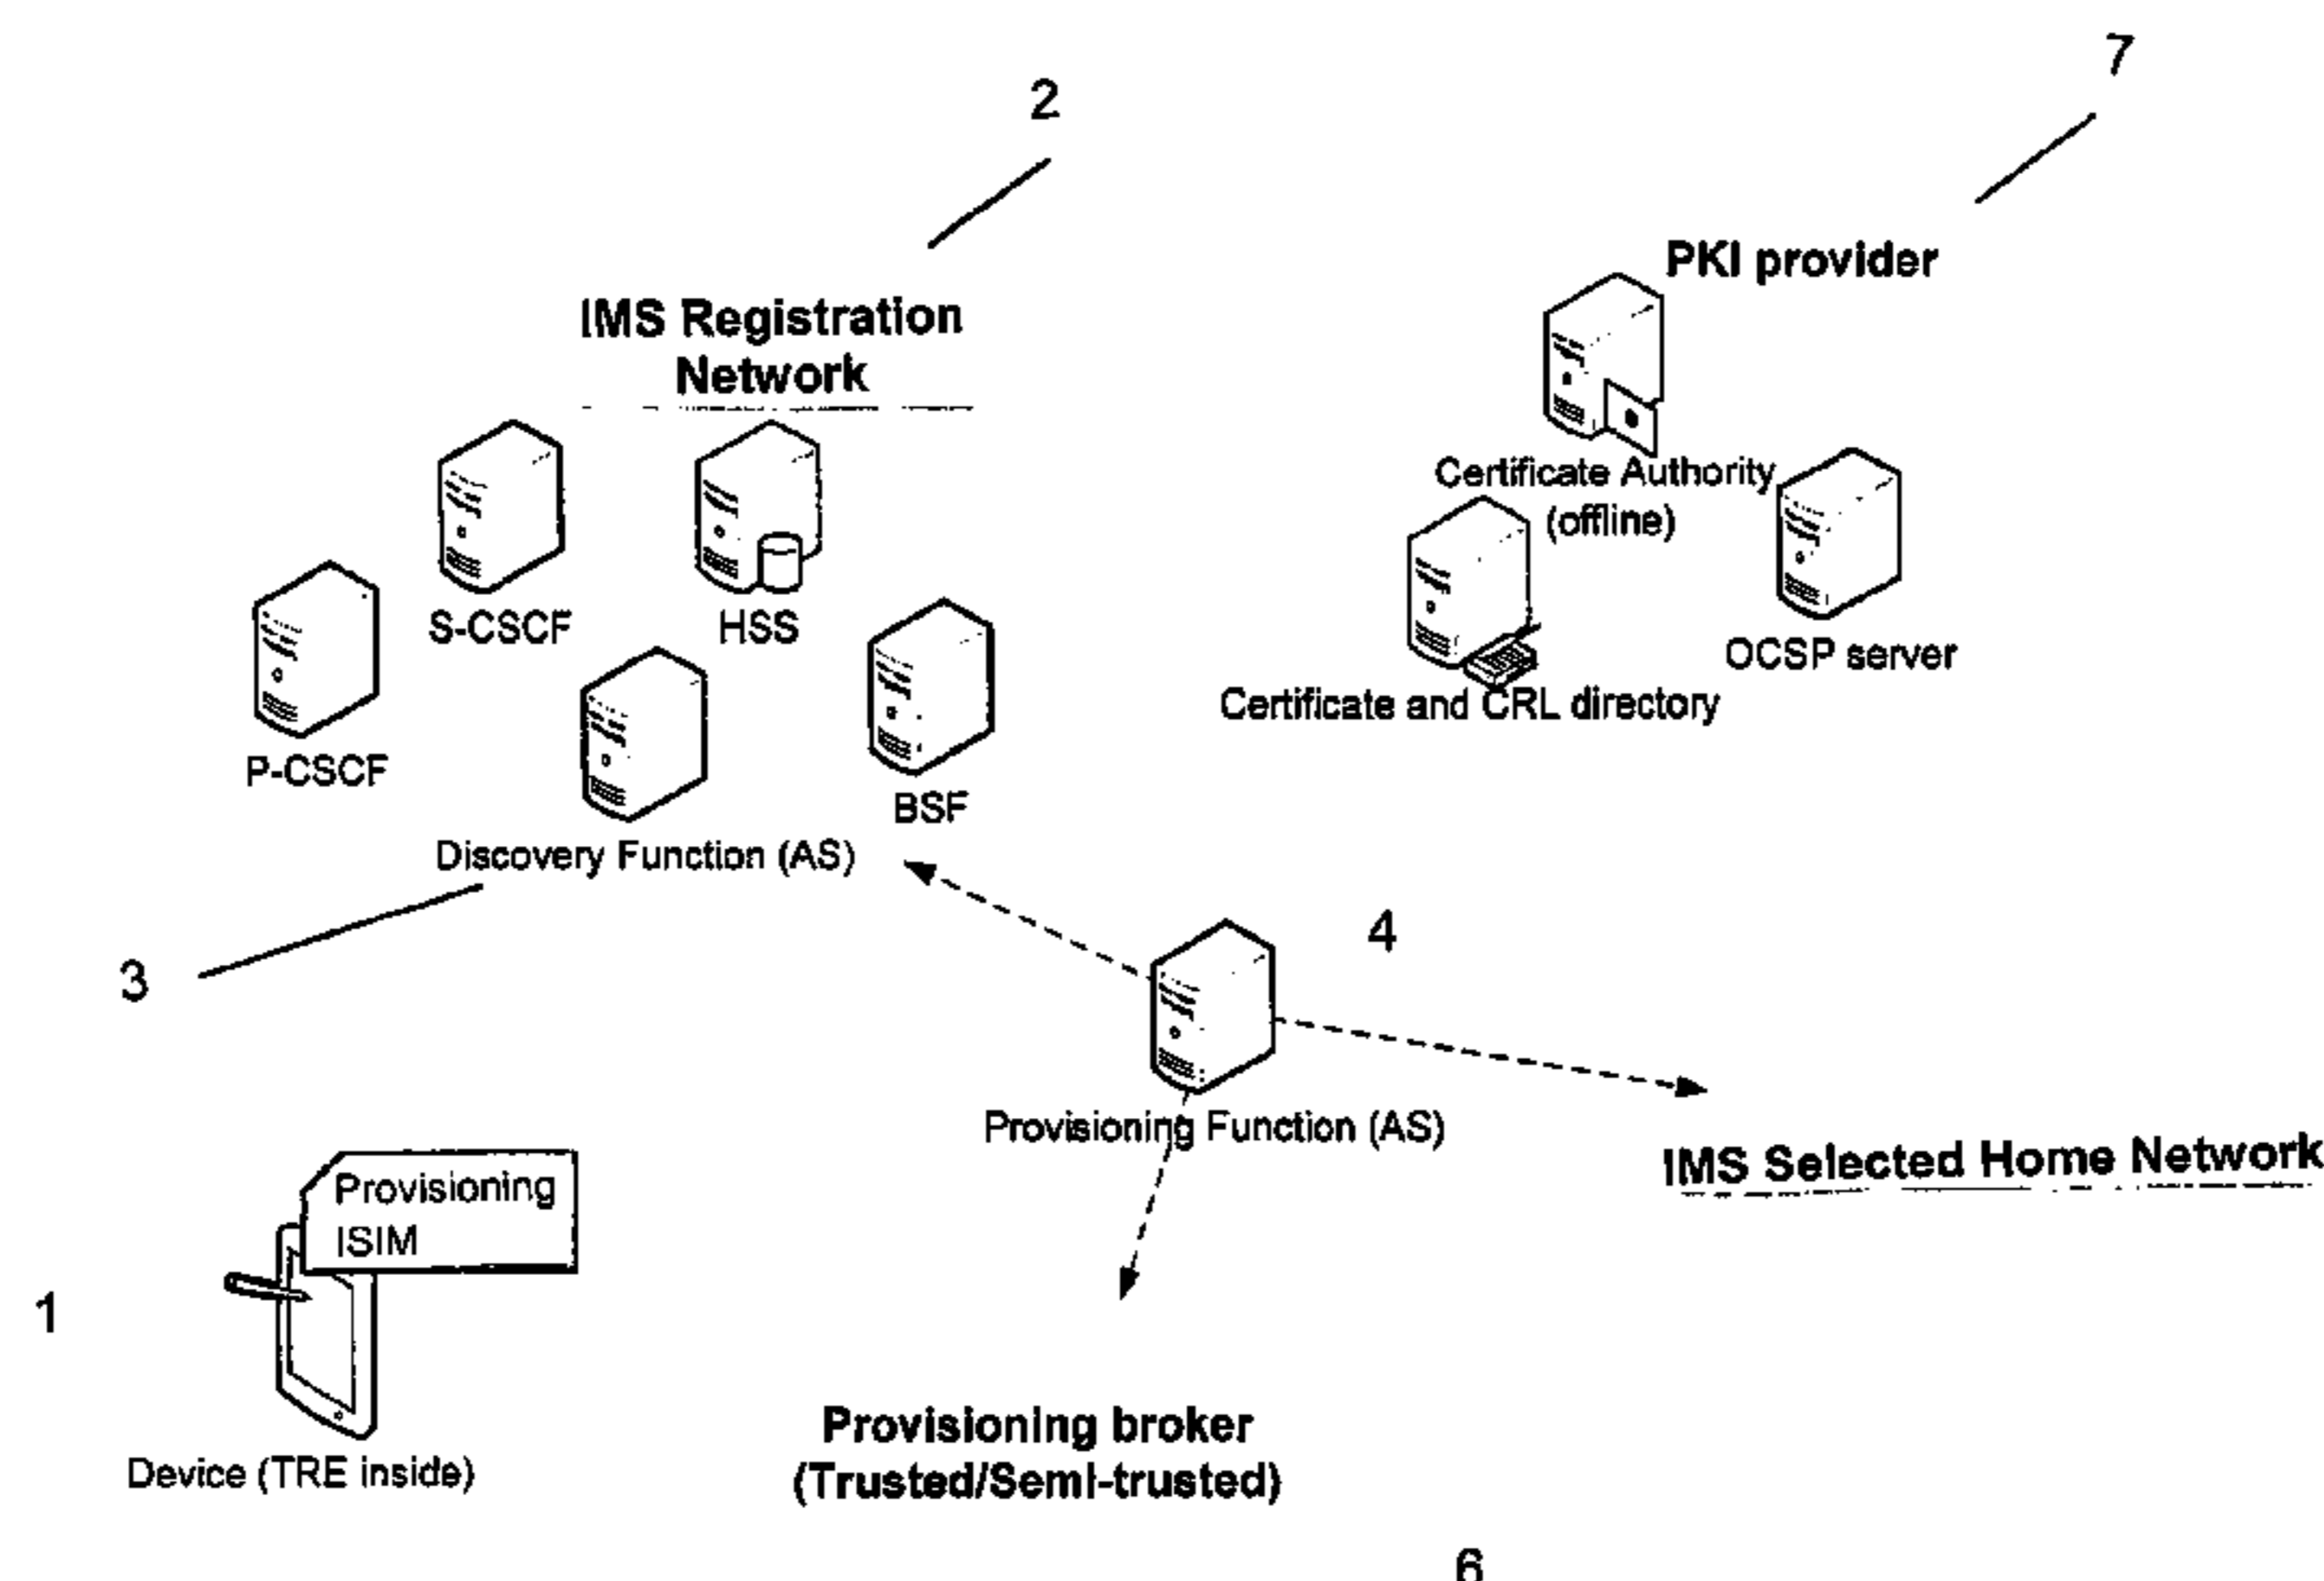 7
2
PKI provider
IMS Registration
Network
Certificate Authority
(offline)
S-CSCF
HSS
OCSP server
Certificate and CRL directory
P-CSCF
BSF
Discovery Function (AS)
4
3
Provisioning Function (AS)
IMS Selected Home Network
Provisioning
ISIM
1
Provisioning broker
(Trusted/Semi-trusted)
Device (TRE inside)
6